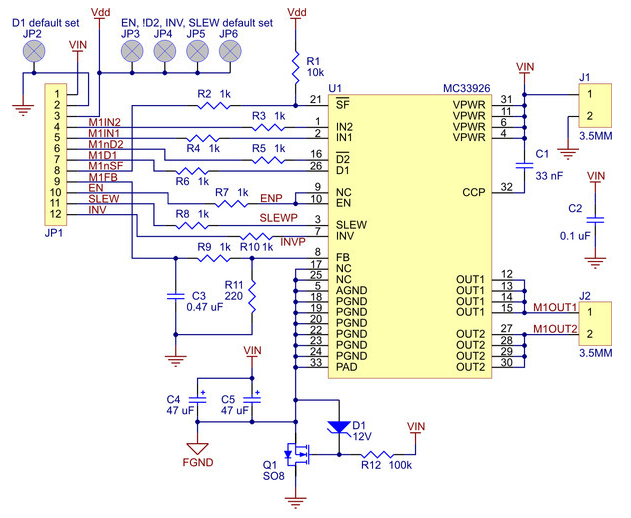 D1 default set
JP2
VIN
Vdd
EN, !D2, INV, SLEW default set
JP3 JP4 JP5 JP6
Vdd
R1
10k
VIN
J1
1
2
3.5MM
1
2
3
4
5
6
7
8
9
10
11
12
JP1
M1IN2
M1IN1
M1nD2
M1D1
M1nSF
M1FB
EN
SLEW
INV
R2 1k
R3 1k
R4 1k
R5 1k
R6 1k
R7 1k
R8 1k
R9 1k
R10 1k
ENP
SLEWP
INVP
U1 MC33926
21 SF
1 IN2
2 IN1
16 D2
26 D1
9 NC
10 EN
3 SLEW
7 INV
8 FB
17 NC
25 NC
5 AGND
18 PGND
19 PGND
20 PGND
22 PGND
23 PGND
24 PGND
33 PAD
VPWR 31
VPWR 11
VPWR 6
VPWR 4
CCP 32
OUT1 12
OUT1 13
OUT1 14
OUT1 15
OUT2 27
OUT2 28
OUT2 29
OUT2 30
C1
33 nF
VIN
C2
0.1 uF
M1OUT1
M1OUT2
J2
1
2
3.5MM
C3
0.47 uF
R11
220
VIN
C4
47 uF
C5
47 uF
FGND
D1
12V
Q1
SO8
R12 100k
VIN